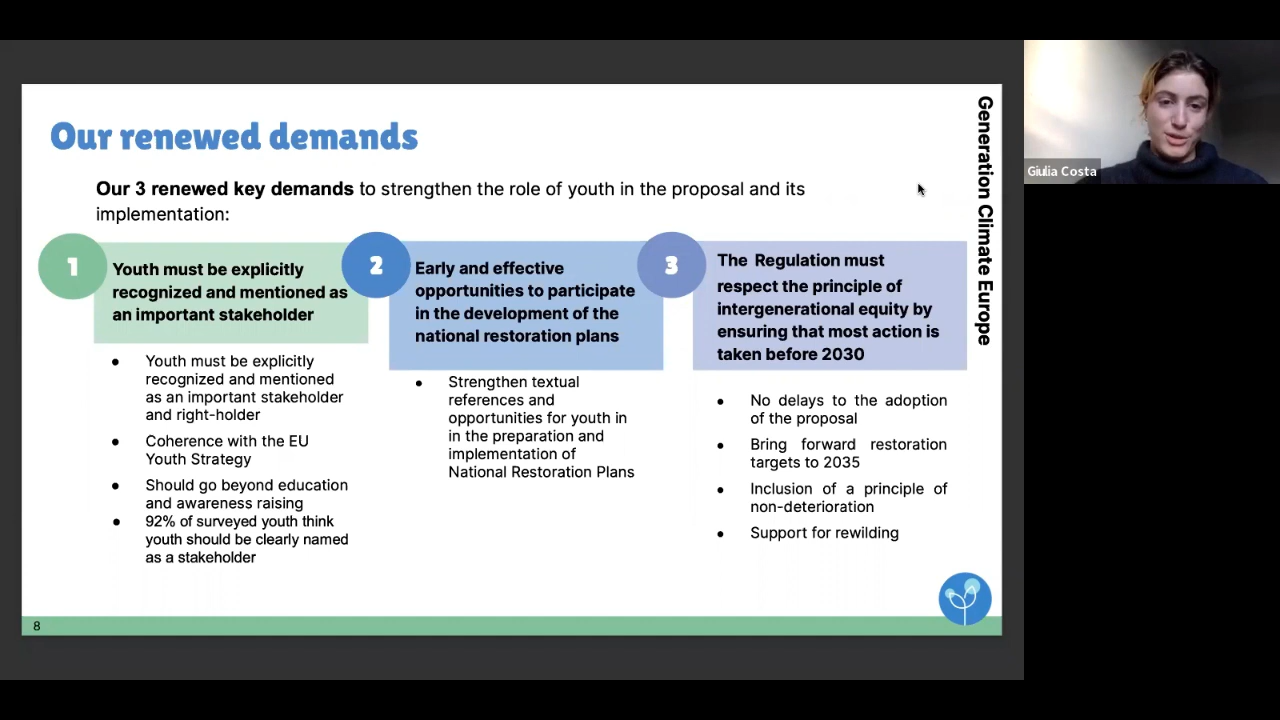 Our renewed demands
Our 3 renewed key demands to strengthen the role of youth in the proposal and its
implementation:
1
Youth must be explicitly
recognized and mentioned as
an important stakeholder
Youth must be explicitly
recognized and mentioned
as an important stakeholder
and right-holder
Coherence with the EU
Youth Strategy
Should go beyond education
and awareness raising
92% of surveyed youth think
youth should be clearly named
as a stakeholder
2
Early and effective
opportunities to participate
in the development of the
national restoration plans
Strengthen textual
references and
opportunities for youth in
in the preparation and
implementation of
National Restoration Plans
3
The Regulation must
respect the principle of
intergenerational equity by
ensuring that most action is
taken before 2030
No delays to the adoption
of the proposal
Bring forward restoration
targets to 2035
Inclusion of a principle of
non-deterioration
Support for rewilding
Generation Climate Europe
8
Giulia Costa